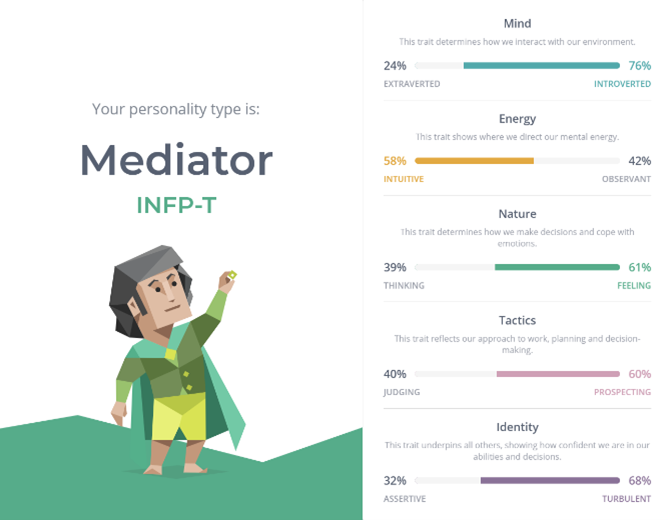 Your personality type is:
Mediator
INFP-T
Mind
This trait determines how we interact with our environment.
24% 76%
EXTRAVERTED INTROVERTED
Energy
This trait shows where we direct our mental energy.
58% 42%
INTUITIVE OBSERVANT
Nature
This trait determines how we make decisions and cope with
emotions.
39% 61%
THINKING FEELING
Tactics
This trait reflects our approach to work, planning and decision-
making.
40% 60%
JUDGING PROSPECTING
Identity
This trait underpins all others, showing how confident we are in our
abilities and decisions.
32% 68%
ASSERTIVE TURBULENT